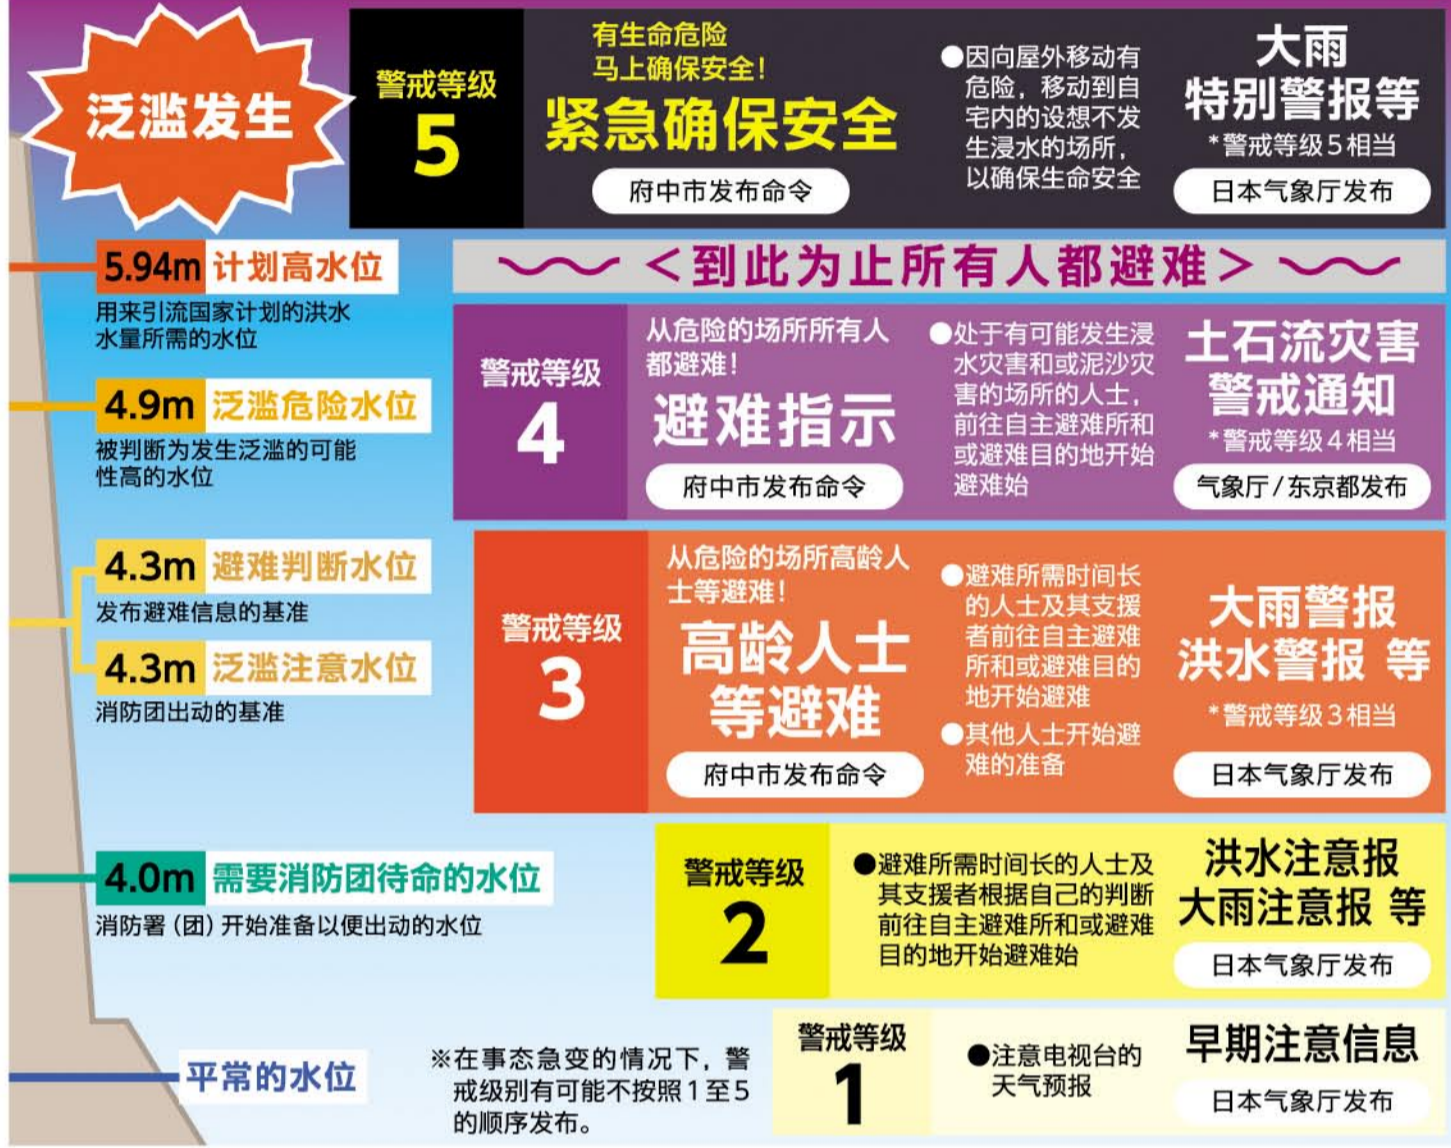 泛滥发生
警戒等级
5
有生命危险
马上确保安全！
紧急确保安全
府中市发布命令
●因向屋外移动有
危险，移动到自
宅内的设想不发
生浸水的场所，
以确保生命安全
大雨
特别警报等
*警戒等级5相当
日本气象厅发布
5.94m 计划高水位
用来引流国家计划的洪水
水量所需的水位
＜到此为止所有人都避难＞
4.9m 泛滥危险水位
被判断为发生泛滥的可能
性高的水位
警戒等级
4
从危险的场所所有人
都避难！
避难指示
府中市发布命令
●处于有可能发生浸
水灾害和或泥沙灾
害的场所的人士，
前往自主避难所和
或避难目的地开始
避难始
土石流灾害
警戒通知
*警戒等级4相当
气象厅/东京都发布
4.3m 避难判断水位
发布避难信息的基准
4.3m 泛滥注意水位
消防团出动的基准
警戒等级
3
从危险的场所高龄人
士等避难！
高龄人士
等避难
府中市发布命令
●避难所需时间长
的人士及其支援
者前往自主避难
所和或避难目的
地开始避难
●其他人士开始避
难的准备
大雨警报
洪水警报 等
*警戒等级3相当
日本气象厅发布
4.0m 需要消防团待命的水位
消防署（团）开始准备以便出动的水位
警戒等级
2
●避难所需时间长的人士及
其支援者根据自己的判断
前往自主避难所和或避难
目的地开始避难始
洪水注意报
大雨注意报 等
日本气象厅发布
平常的水位
※在事态急变的情况下，警
戒级别有可能不按照1至5
的顺序发布。
警戒等级
1
●注意电视台的
天气预报
早期注意信息
日本气象厅发布